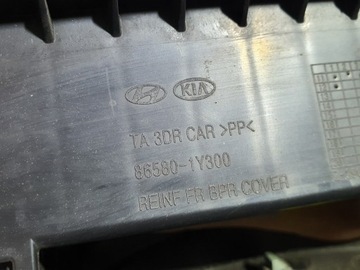 KIA
TA 3DR CAR >PP<
86580-1Y300
REINF FR BPR COVER